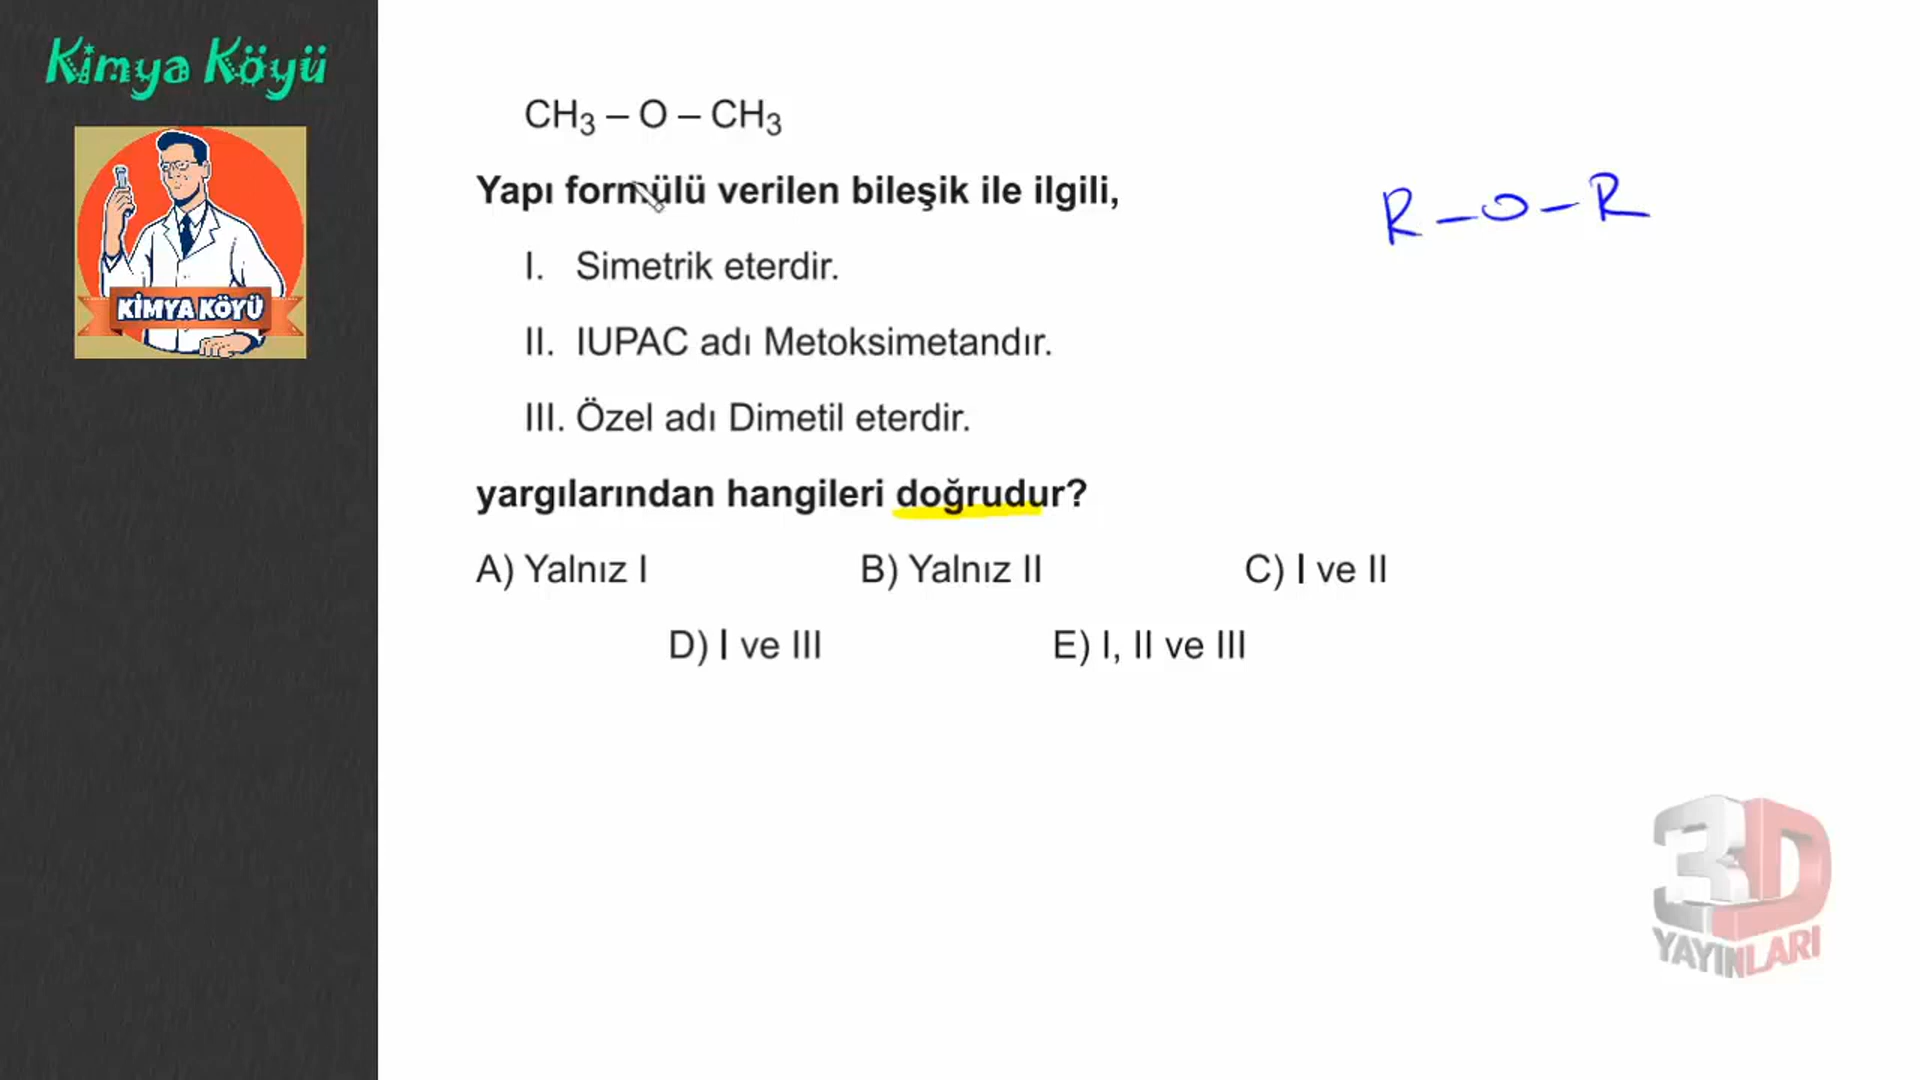 Kimya Köyü
KİMYA KÖYÜ
CH₃ – O – CH₃
Yapı formülü verilen bileşik ile ilgili,
R – O – R
I. Simetrik eterdir.
II. IUPAC adı Metoksimetandır.
III. Özel adı Dimetil eterdir.
yargılarından hangileri doğrudur?
A) Yalnız I B) Yalnız II C) I ve II
D) I ve III E) I, II ve III
3D
YAYINLARI